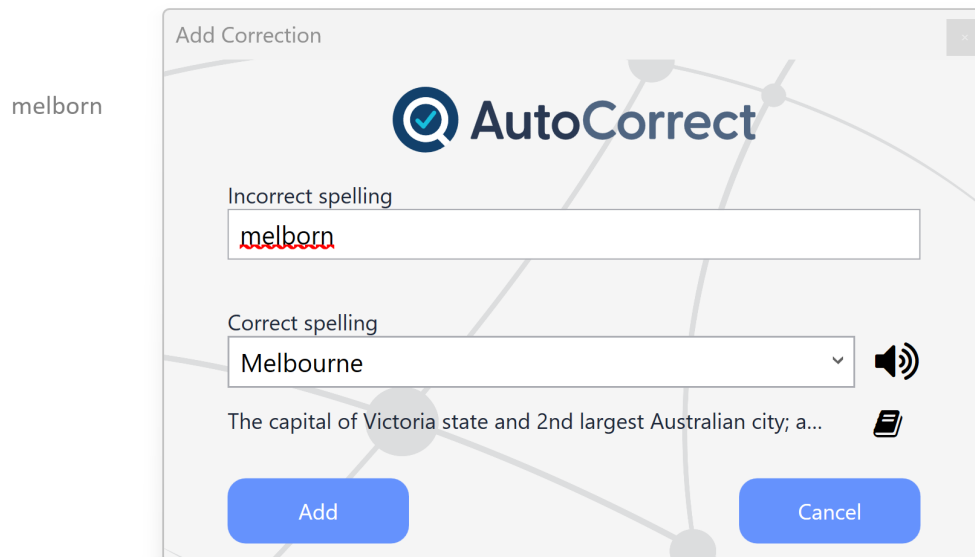 Add Correction
melborn
AutoCorrect
Incorrect spelling
melborn
Correct spelling
Melbourne
The capital of Victoria state and 2nd largest Australian city; a...
Add
Cancel